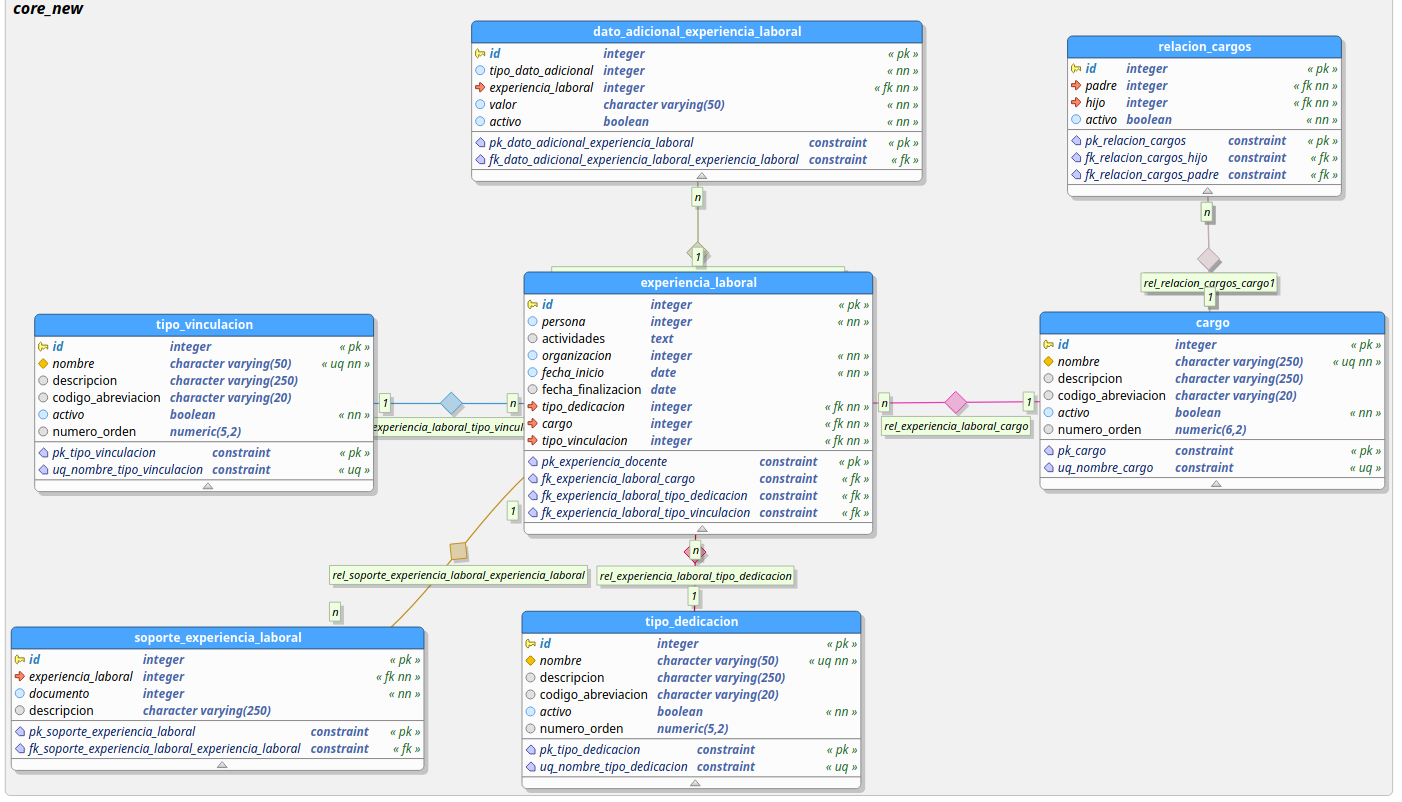 core_new
dato_adicional_experiencia_laboral
id integer « pk »
tipo_dato_adicional integer « nn »
experiencia_laboral integer « fk nn »
valor character varying(50) « nn »
activo boolean « nn »
pk_dato_adicional_experiencia_laboral constraint « pk »
fk_dato_adicional_experiencia_laboral_experiencia_laboral constraint « fk »
relacion_cargos
id integer « pk »
padre integer « fk nn »
hijo integer « fk nn »
activo boolean « nn »
pk_relacion_cargos constraint « pk »
fk_relacion_cargos_hijo constraint « fk »
fk_relacion_cargos_padre constraint « fk »
n
1
n
rel_relacion_cargos_cargo1
1
experiencia_laboral
id integer « pk »
persona integer « nn »
actividades text
organizacion integer « nn »
fecha_inicio date « nn »
fecha_finalizacion date
tipo_dedicacion integer « fk nn »
cargo integer « fk nn »
tipo_vinculacion integer « fk nn »
pk_experiencia_docente constraint « pk »
fk_experiencia_laboral_cargo constraint « fk »
fk_experiencia_laboral_tipo_dedicacion constraint « fk »
fk_experiencia_laboral_tipo_vinculacion constraint « fk »
tipo_vinculacion
id integer « pk »
nombre character varying(50) « uq nn »
descripcion character varying(250)
codigo_abreviacion character varying(20)
activo boolean « nn »
numero_orden numeric(5,2)
pk_tipo_vinculacion constraint « pk »
uq_nombre_tipo_vinculacion constraint « uq »
1
n
experiencia_laboral_tipo_vincul
n
1
rel_experiencia_laboral_cargo
cargo
id integer « pk »
nombre character varying(250) « uq nn »
descripcion character varying(250)
codigo_abreviacion character varying(20)
activo boolean « nn »
numero_orden numeric(6,2)
pk_cargo constraint « pk »
uq_nombre_cargo constraint « uq »
1
rel_soporte_experiencia_laboral_experiencia_laboral
n
n
rel_experiencia_laboral_tipo_dedicacion
1
soporte_experiencia_laboral
id integer « pk »
experiencia_laboral integer « fk nn »
documento integer « nn »
descripcion character varying(250)
pk_soporte_experiencia_laboral constraint « pk »
fk_soporte_experiencia_laboral_experiencia_laboral constraint « fk »
tipo_dedicacion
id integer « pk »
nombre character varying(50) « uq nn »
descripcion character varying(250)
codigo_abreviacion character varying(20)
activo boolean « nn »
numero_orden numeric(5,2)
pk_tipo_dedicacion constraint « pk »
uq_nombre_tipo_dedicacion constraint « uq »